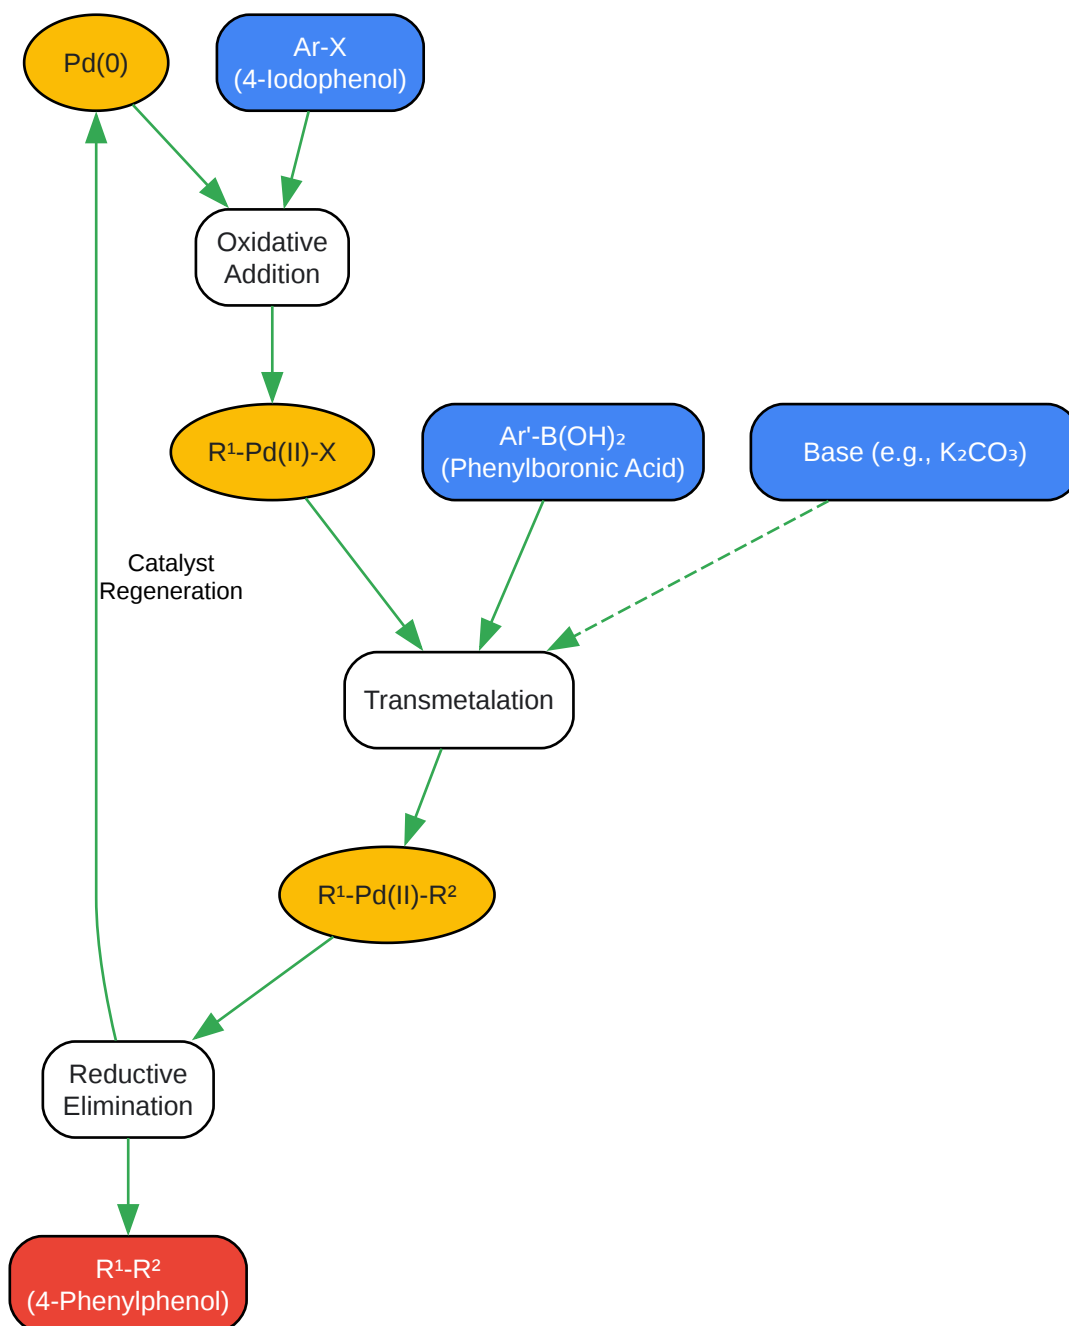 Pd(0)
Ar-X
(4-Iodophenol)
Oxidative
Addition
R¹-Pd(II)-X
Ar'-B(OH)₂
(Phenylboronic Acid)
Base (e.g., K₂CO₃)
Catalyst
Regeneration
Transmetalation
R¹-Pd(II)-R²
Reductive
Elimination
R¹-R²
(4-Phenylphenol)